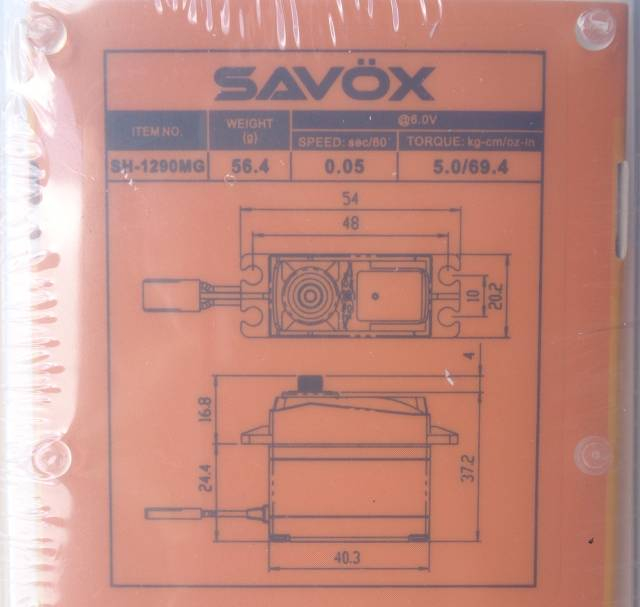 SAVÖX
ITEM NO.
WEIGHT
(g)
@6.0V
SPEED: sec/60°
TORQUE: kg-cm/oz-in
SH-1290MG
56.4
0.05
5.0/69.4
54
48
10
20.2
4
16.8
24.4
37.2
40.3